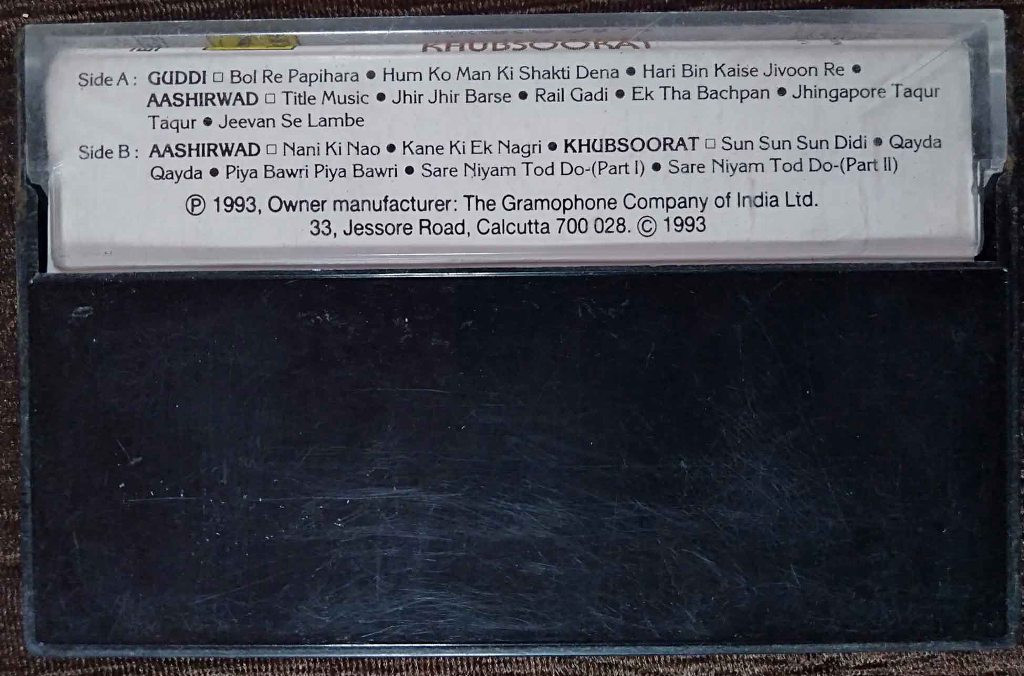 KHUBSOORAT
Side A : GUDDI □ Bol Re Papihara ● Hum Ko Man Ki Shakti Dena ● Hari Bin Kaise Jivoon Re ●
AASHIRWAD □ Title Music ● Jhir Jhir Barse ● Rail Gadi ● Ek Tha Bachpan ● Jhingapore Taqur
Taqur ● Jeevan Se Lambe
Side B : AASHIRWAD □ Nani Ki Nao ● Kane Ki Ek Nagri ● KHUBSOORAT □ Sun Sun Sun Didi ● Qayda
Qayda ● Piya Bawri Piya Bawri ● Sare Niyam Tod Do-(Part I) ● Sare Niyam Tod Do-(Part II)
Ⓟ 1993, Owner manufacturer: The Gramophone Company of India Ltd.
33, Jessore Road, Calcutta 700 028. © 1993